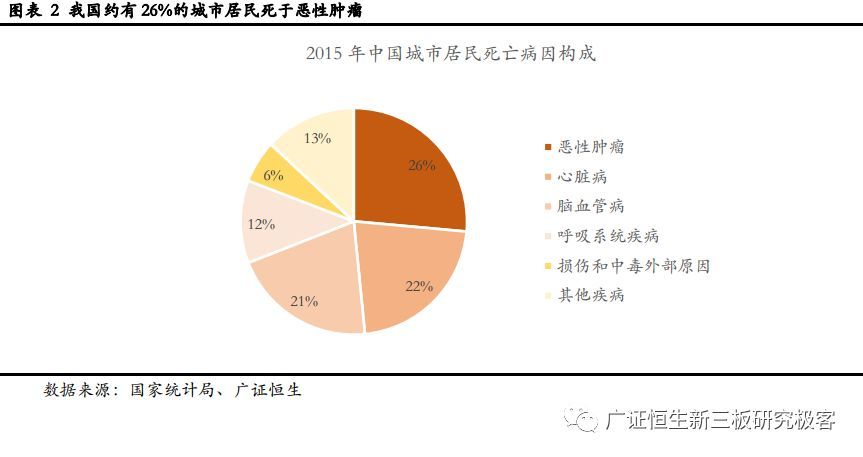 图表 2 我国约有 26%的城市居民死于恶性肿瘤
2015 年中国城市居民死亡病因构成
13%
26%
6%
12%
22%
21%
恶性肿瘤
心脏病
脑血管病
呼吸系统疾病
损伤和中毒外部原因
其他疾病
数据来源：国家统计局、广证恒生
广证恒生新三板研究极客